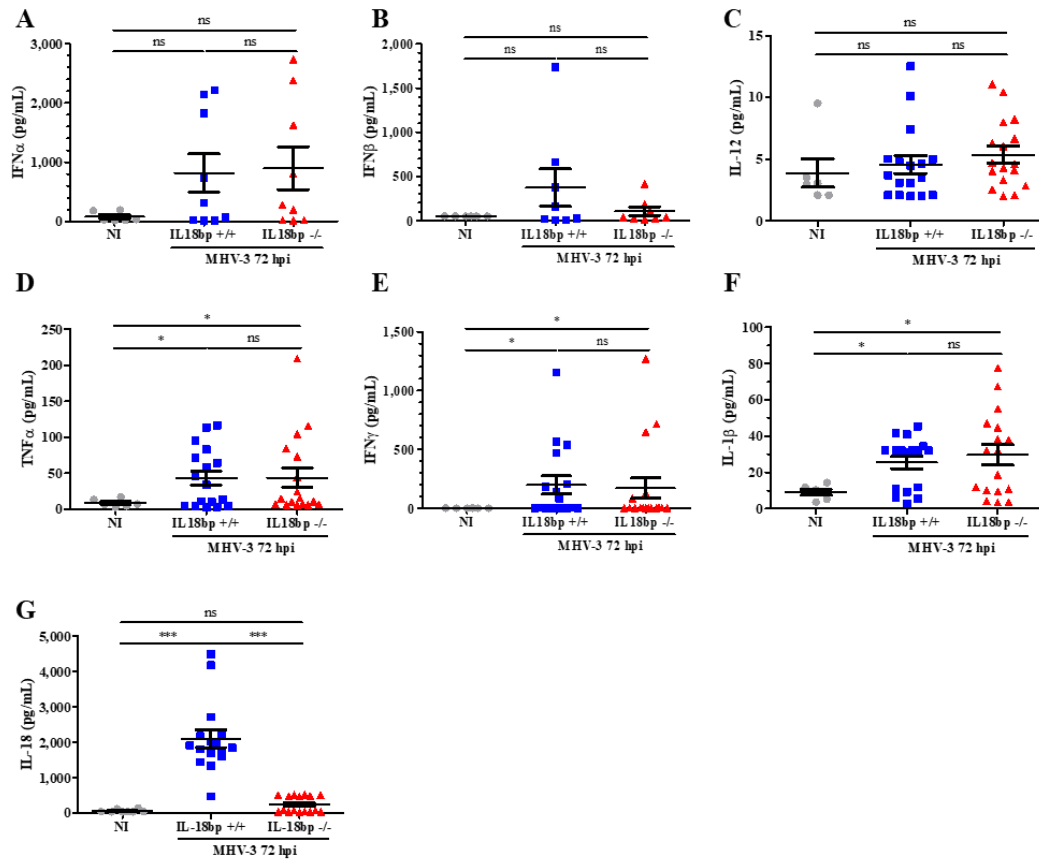 A
ns
ns
ns
IFNα (pg/mL)
3,000
2,000
1,000
0
NI
IL18bp +/+
IL18bp -/-
MHV-3 72 hpi
B
ns
ns
ns
IFNβ (pg/mL)
2,000
1,500
1,000
500
0
NI
IL18bp +/+
IL18bp -/-
MHV-3 72 hpi
C
ns
ns
ns
IL-12 (pg/mL)
15
10
5
0
NI
IL18bp +/+
IL18bp -/-
MHV-3 72 hpi
D
*
*
ns
TNFα (pg/mL)
250
200
150
100
50
0
NI
IL18bp +/+
IL18bp -/-
MHV-3 72 hpi
E
*
*
ns
IFNγ (pg/mL)
1,500
1,000
500
0
NI
IL18bp +/+
IL18bp -/-
MHV-3 72 hpi
F
*
*
ns
IL-1β (pg/mL)
100
80
60
40
20
0
NI
IL18bp +/+
IL18bp -/-
MHV-3 72 hpi
G
ns
***
***
IL-18 (pg/mL)
5,000
4,000
3,000
2,000
1,000
0
NI
IL-18bp +/+
IL-18bp -/-
MHV-3 72 hpi